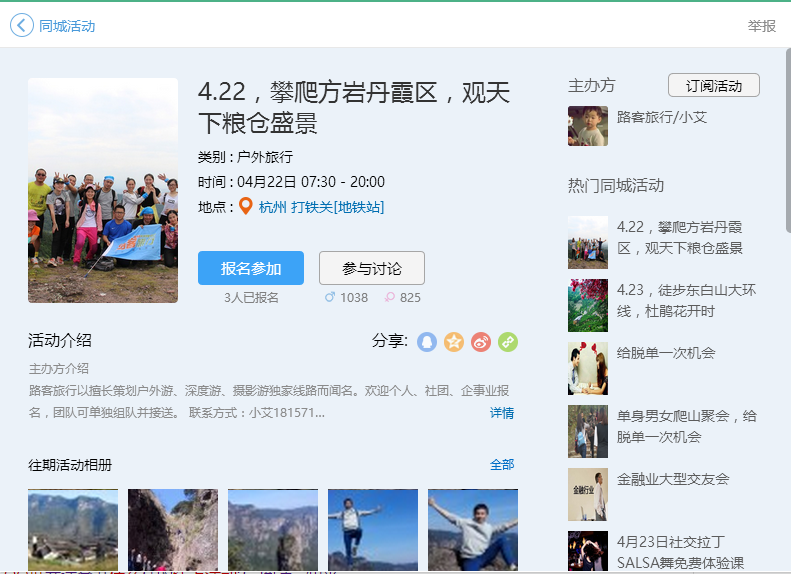 同城活动
举报
4.22，攀爬方岩丹霞区，观天
下粮仓盛景
类别 : 户外旅行
时间 : 04月22日 07:30 - 20:00
地点 : 杭州 打铁关[地铁站]
报名参加
参与讨论
3人已报名
1038
825
活动介绍
分享:
主办方介绍
路客旅行以擅长策划户外游、深度游、摄影游独家线路而闻名。欢迎个人、社团、企事业报
名，团队可单独组队并接送。 联系方式：小艾181571...
详情
往期活动相册
全部
主办方
订阅活动
路客旅行/小艾
热门同城活动
4.22，攀爬方岩丹霞
区，观天下粮仓盛景
4.23，徒步东白山大环
线，杜鹃花开时
给脱单一次机会
单身男女爬山聚会，给
脱单一次机会
金融行业
金融业大型交友会
4月23日社交拉丁
SALSA舞免费体验课